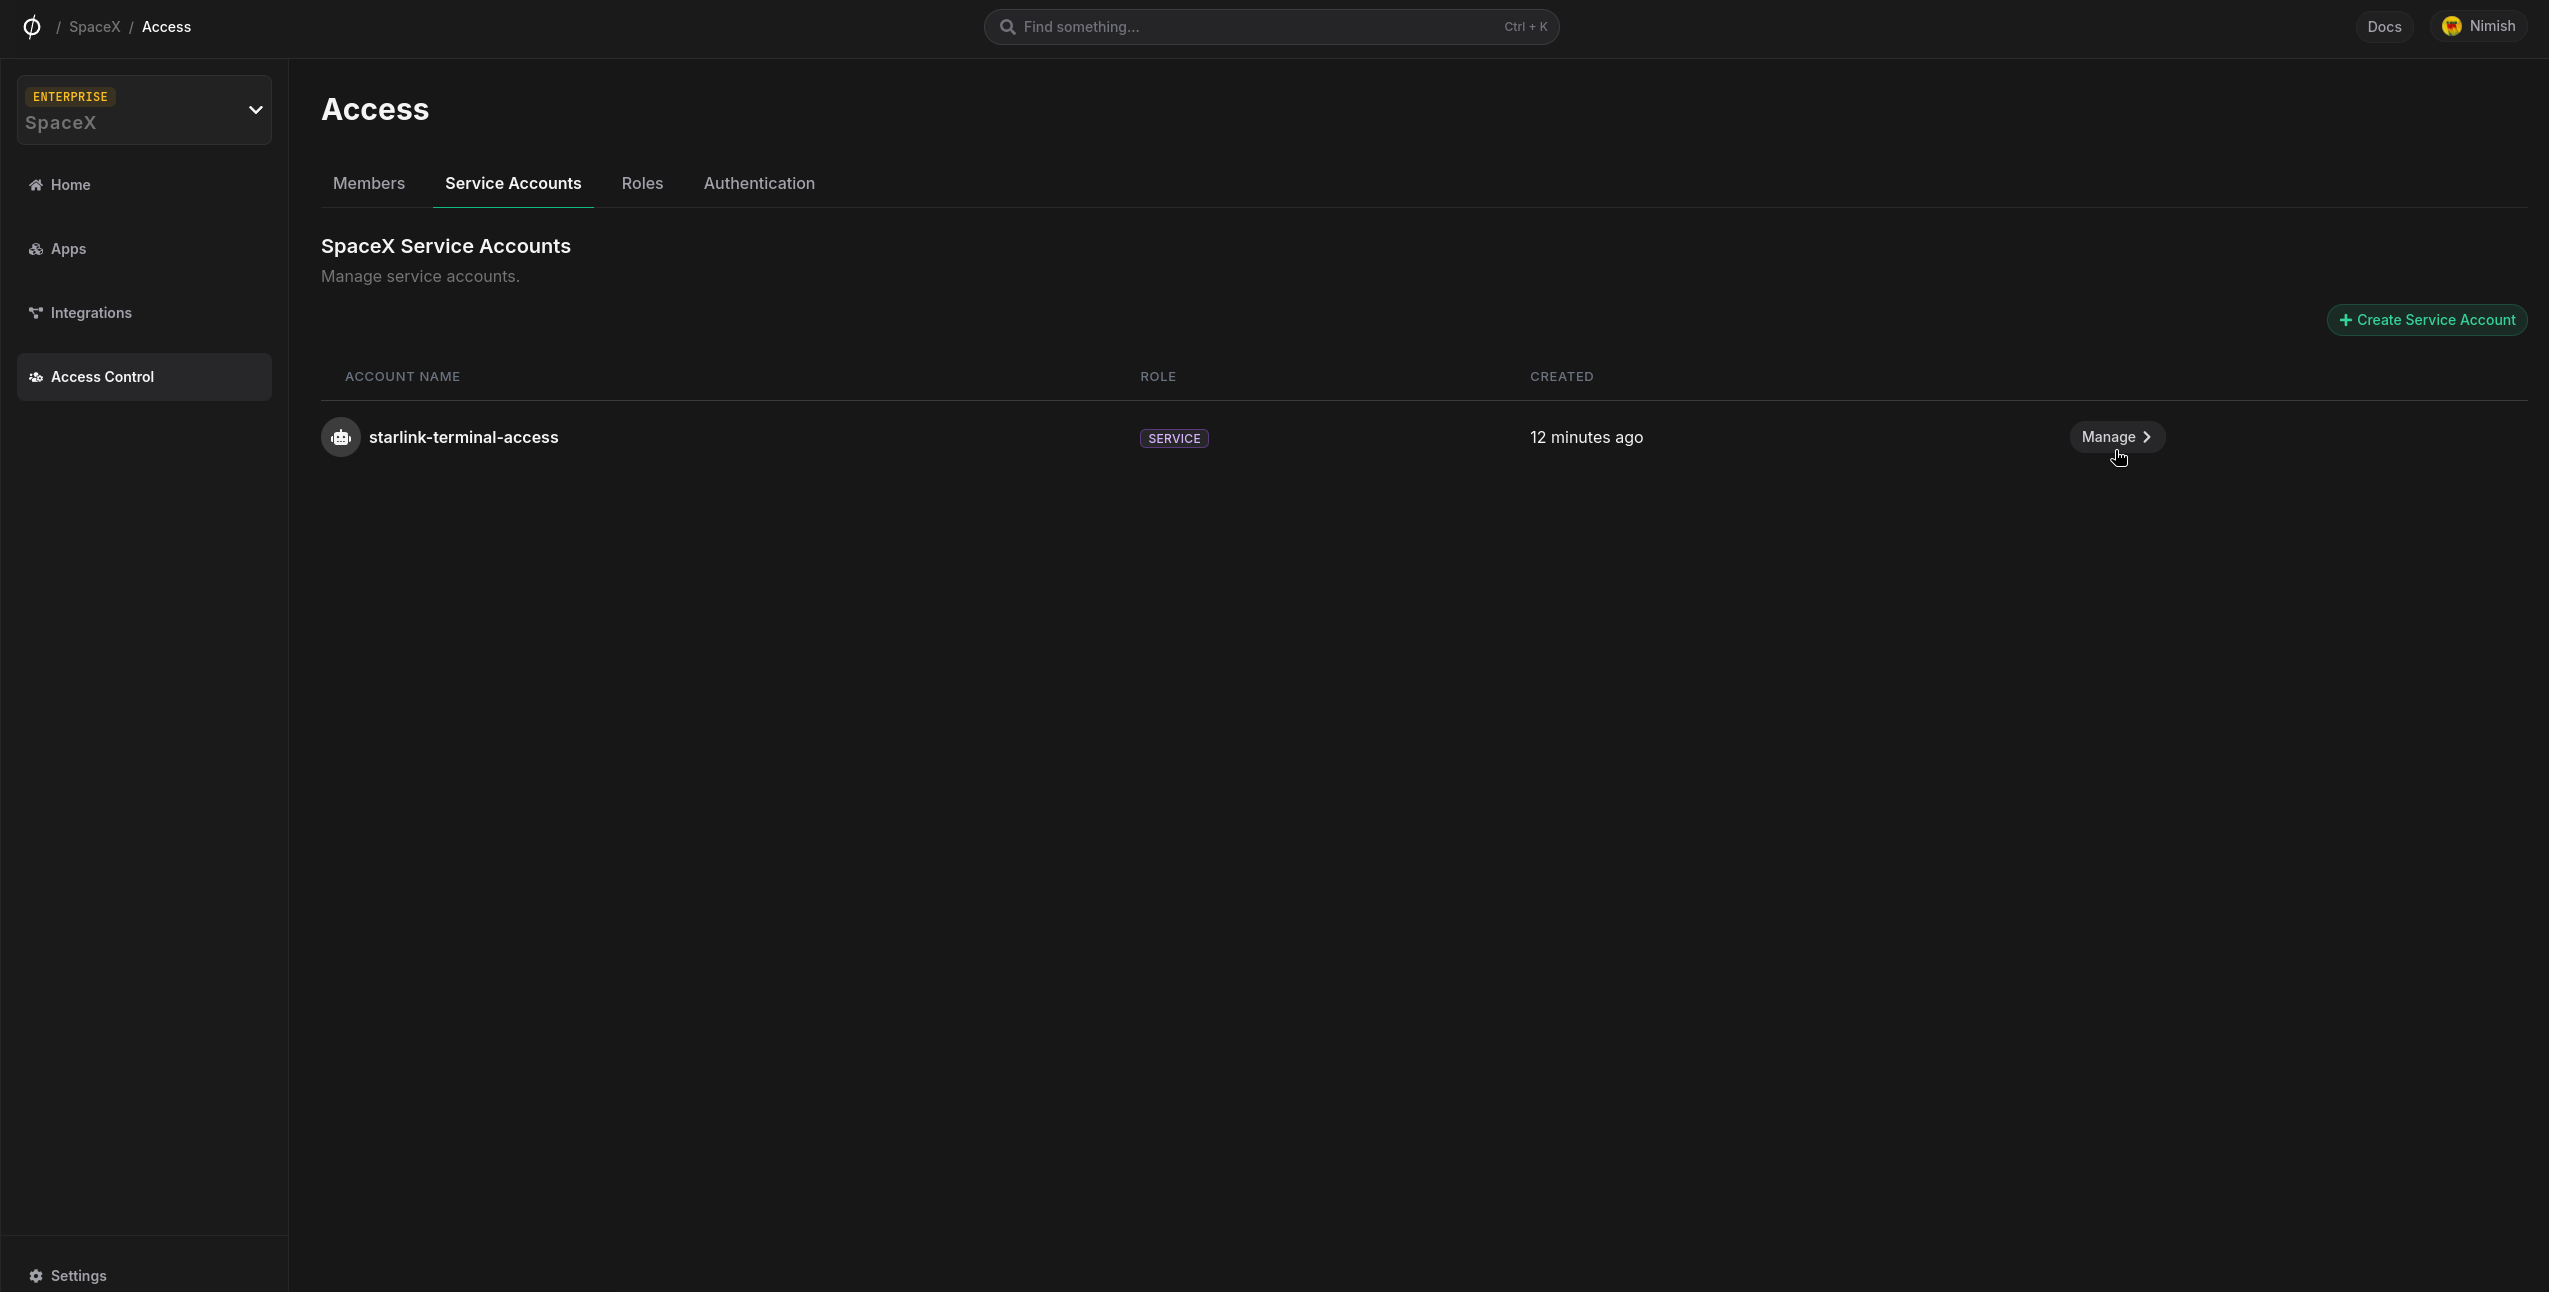 / SpaceX / Access
Find something... Ctrl + K
Docs
Nimish
ENTERPRISE
SpaceX
Home
Apps
Integrations
Access Control
Settings
Access
Members Service Accounts Roles Authentication
SpaceX Service Accounts
Manage service accounts.
Create Service Account
ACCOUNT NAME ROLE CREATED
starlink-terminal-access SERVICE 12 minutes ago Manage